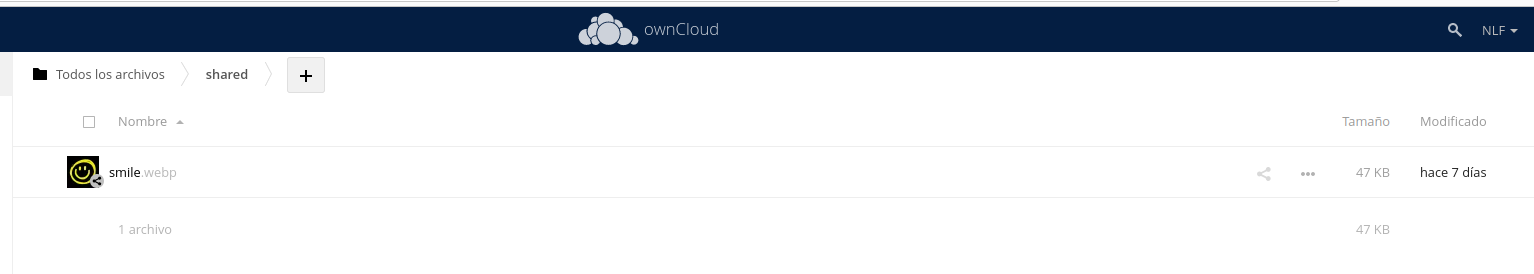 ownCloud
NLF
Todos los archivos shared +
Nombre Tamaño Modificado
smile.webp 47 KB hace 7 días
1 archivo 47 KB